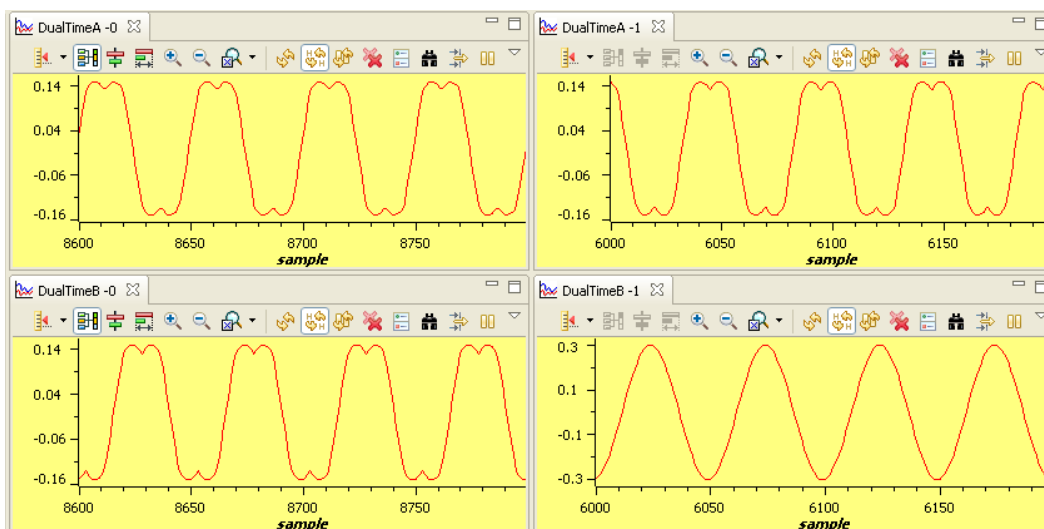 DualTimeA -0
0.14
0.04
-0.06
-0.16
8600 8650 8700 8750
sample
DualTimeA -1
0.14
0.04
-0.06
-0.16
6000 6050 6100 6150
sample
DualTimeB -0
0.14
0.04
-0.06
-0.16
8600 8650 8700 8750
sample
DualTimeB -1
0.3
0.1
-0.1
-0.3
6000 6050 6100 6150
sample